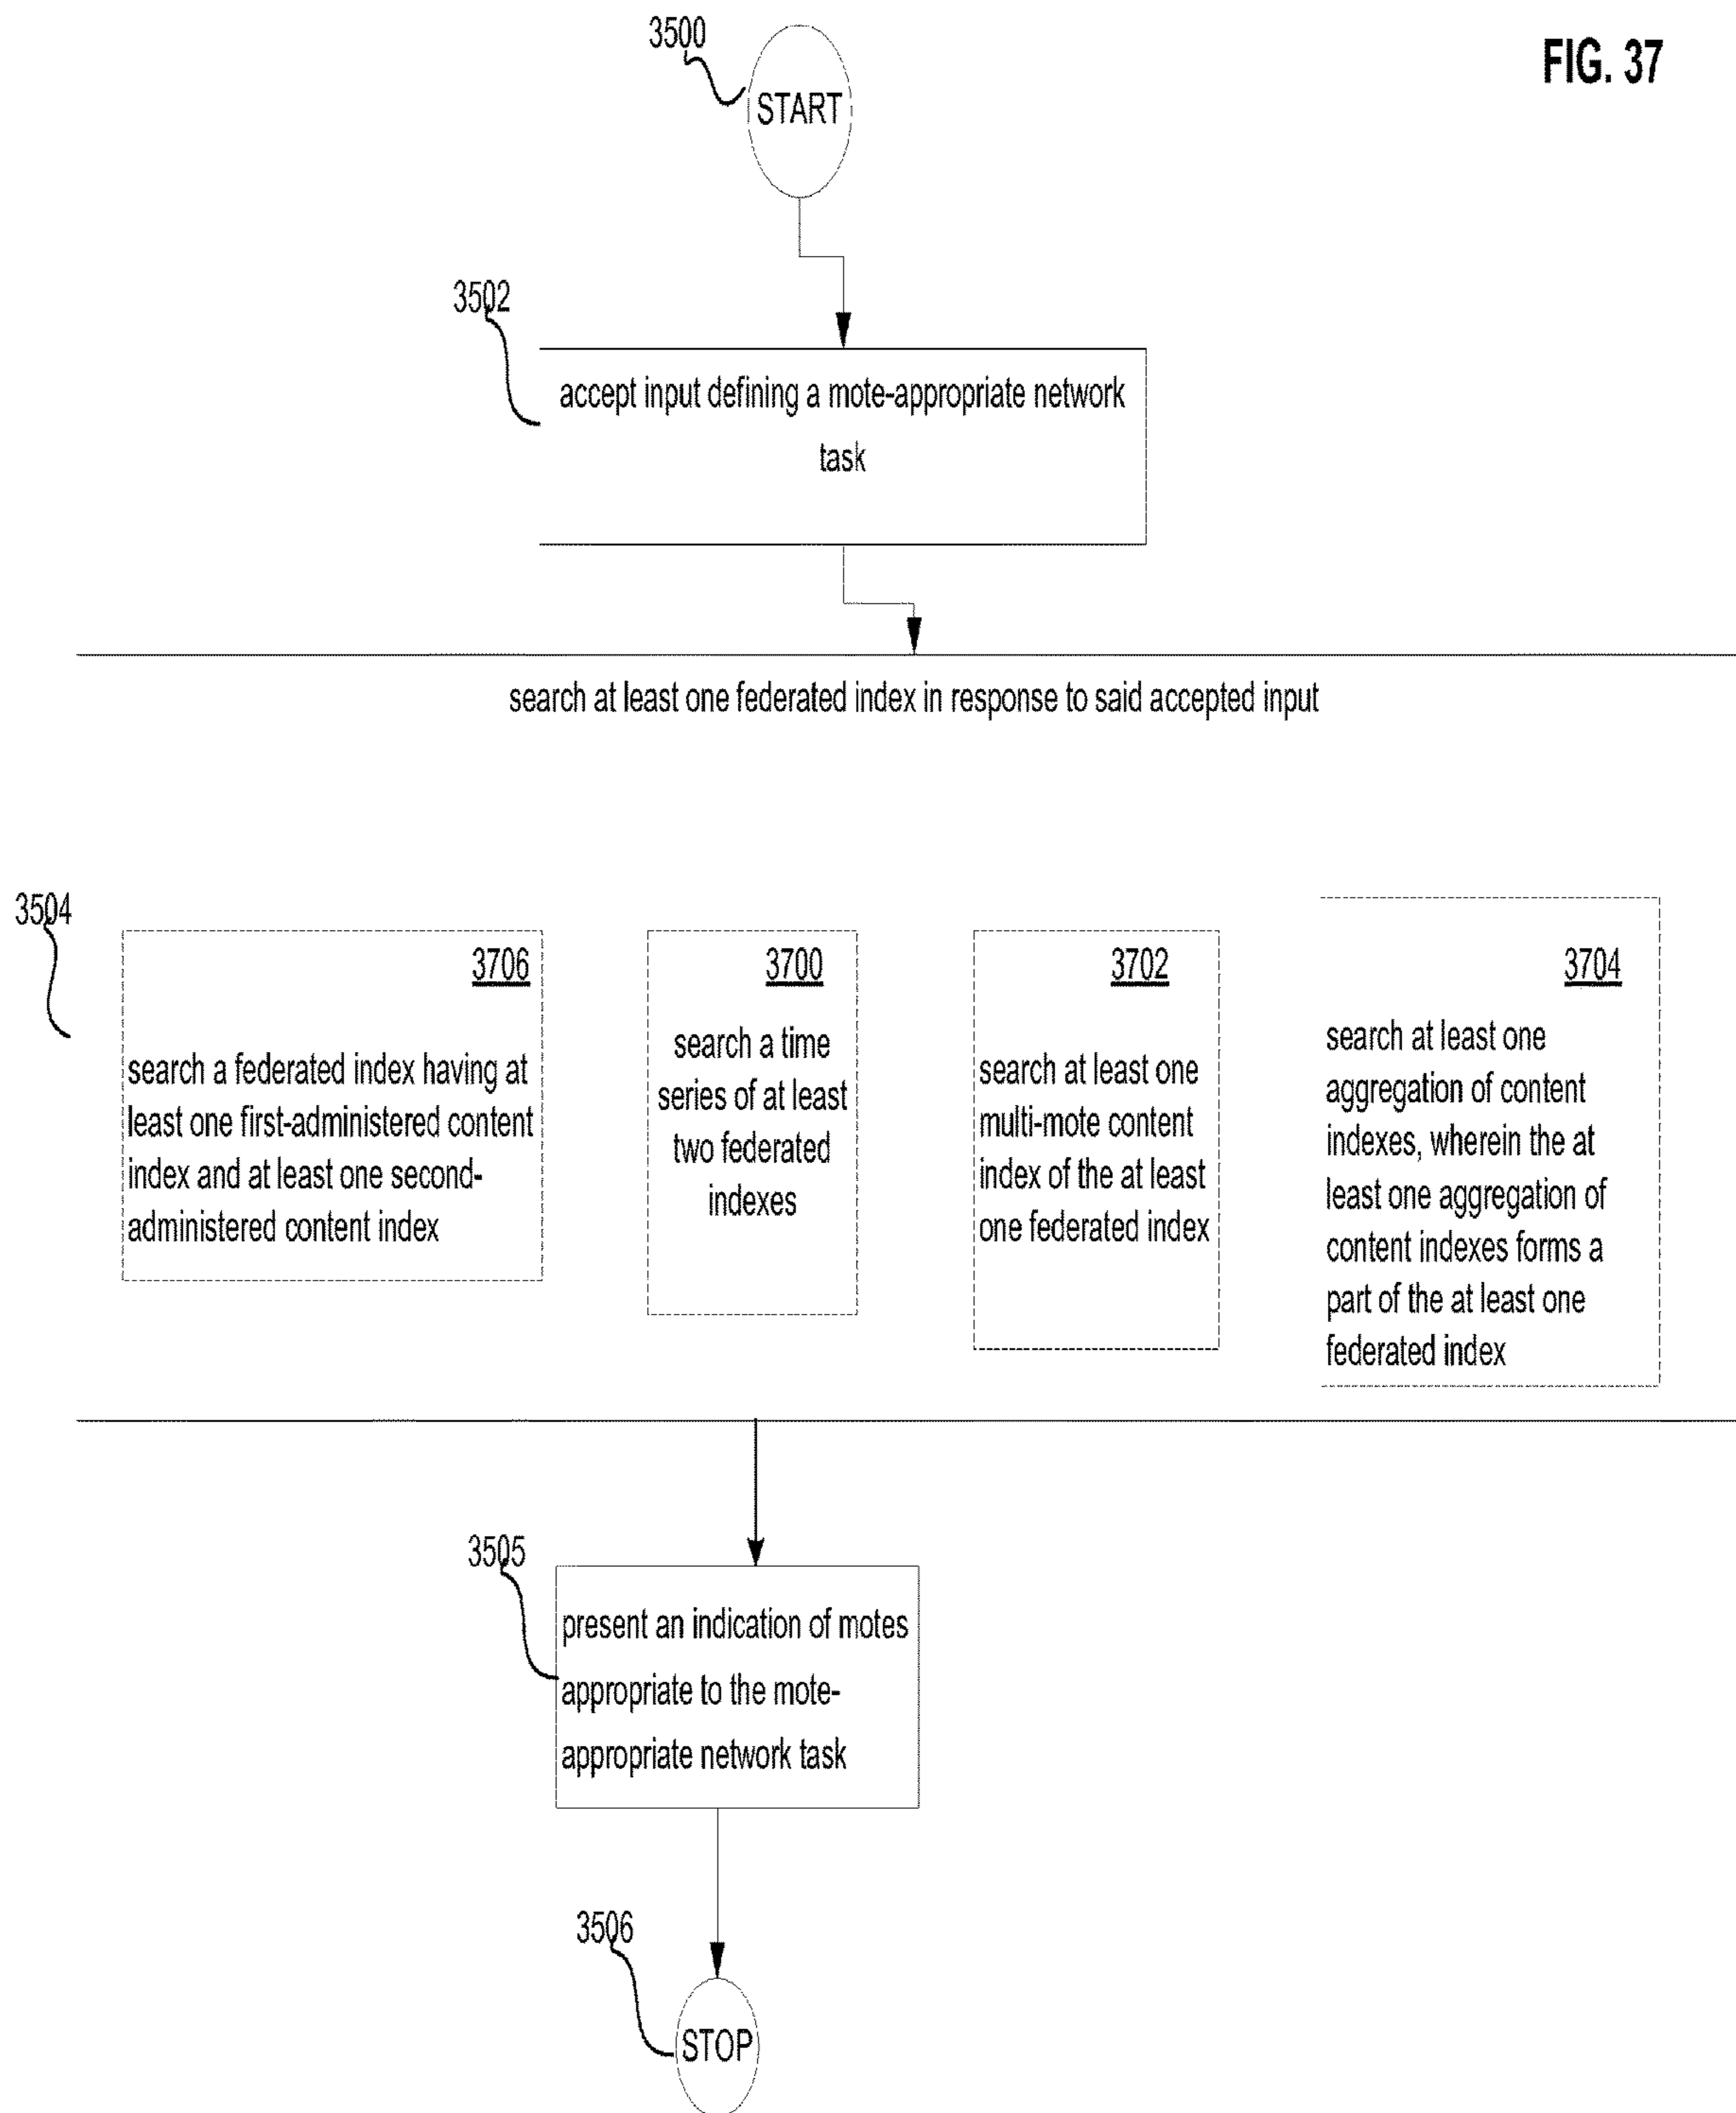 3500
FIG. 37
START
3502
accept input defining a mote-appropriate network
task
search at least one federated index in response to said accepted input
3504
3706
search a federated index having at
least one first-administered content
index and at least one second-
administered content index
3700
search a time
series of at least
two federated
indexes
3702
search at least one
multi-mote content
index of the at least
one federated index
3704
search at least one
aggregation of content
indexes, wherein the at
least one aggregation of
content indexes forms a
part of the at least one
federated index
3505
present an indication of motes
appropriate to the mote-
appropriate network task
3506
STOP